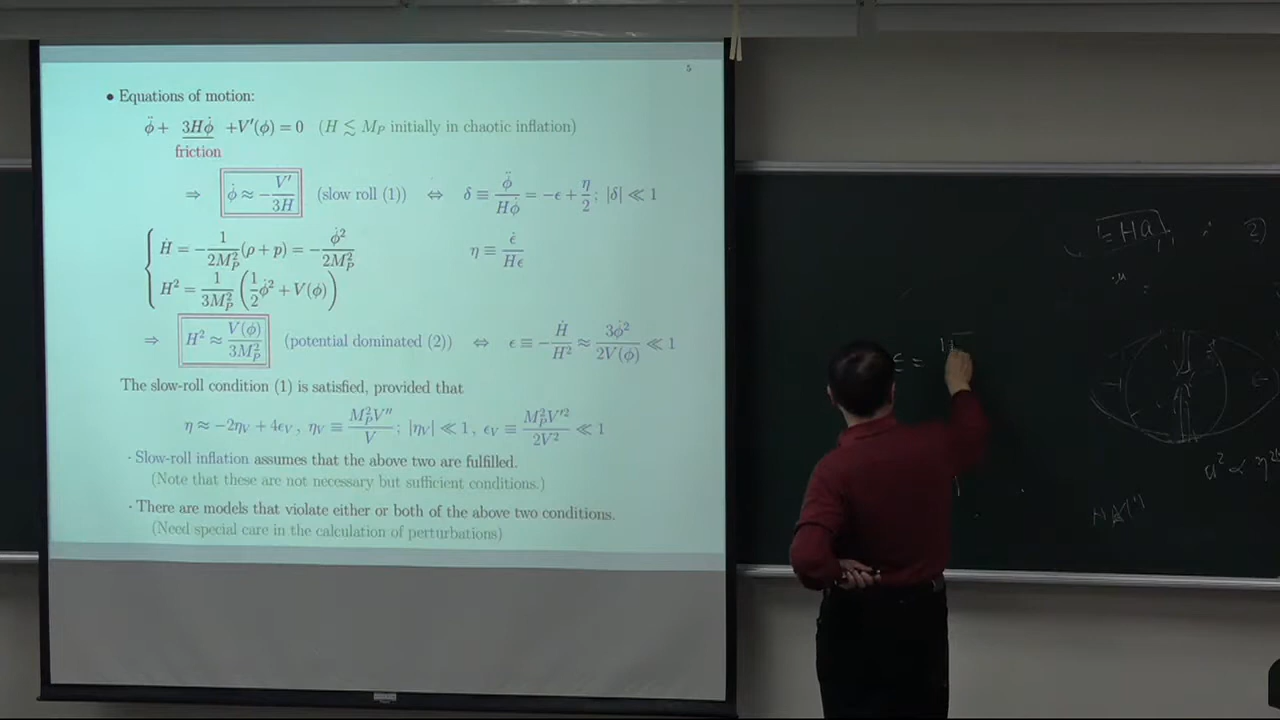 5
• Equations of motion:
φ̈ + 3Hφ̇ + V′(φ) = 0 (H ≲ M_P initially in chaotic inflation)
friction
⇒ φ̇ ≈ −V′/3H (slow roll (1)) ⇔ δ ≡ φ̈/Hφ̇ = −ϵ + η/2; |δ| ≪ 1
Ḣ = −1/2M_P²(ρ + p) = −φ̇²/2M_P² η ≡ ϵ̇/Hϵ
H² = 1/3M_P² (1/2 φ̇² + V(φ))
⇒ H² ≈ V(φ)/3M_P² (potential dominated (2)) ⇔ ϵ ≡ −Ḣ/H² ≈ 3φ̇²/2V(φ) ≪ 1
The slow-roll condition (1) is satisfied, provided that
η ≈ −2η_V + 4ϵ_V, η_V ≡ M_P²V″/V; |η_V| ≪ 1, ϵ_V ≡ M_P²V′²/2V² ≪ 1
· Slow-roll inflation assumes that the above two are fulfilled.
(Note that these are not necessary but sufficient conditions.)
· There are models that violate either or both of the above two conditions.
(Need special care in the calculation of perturbations)
Ha
2)
ε =